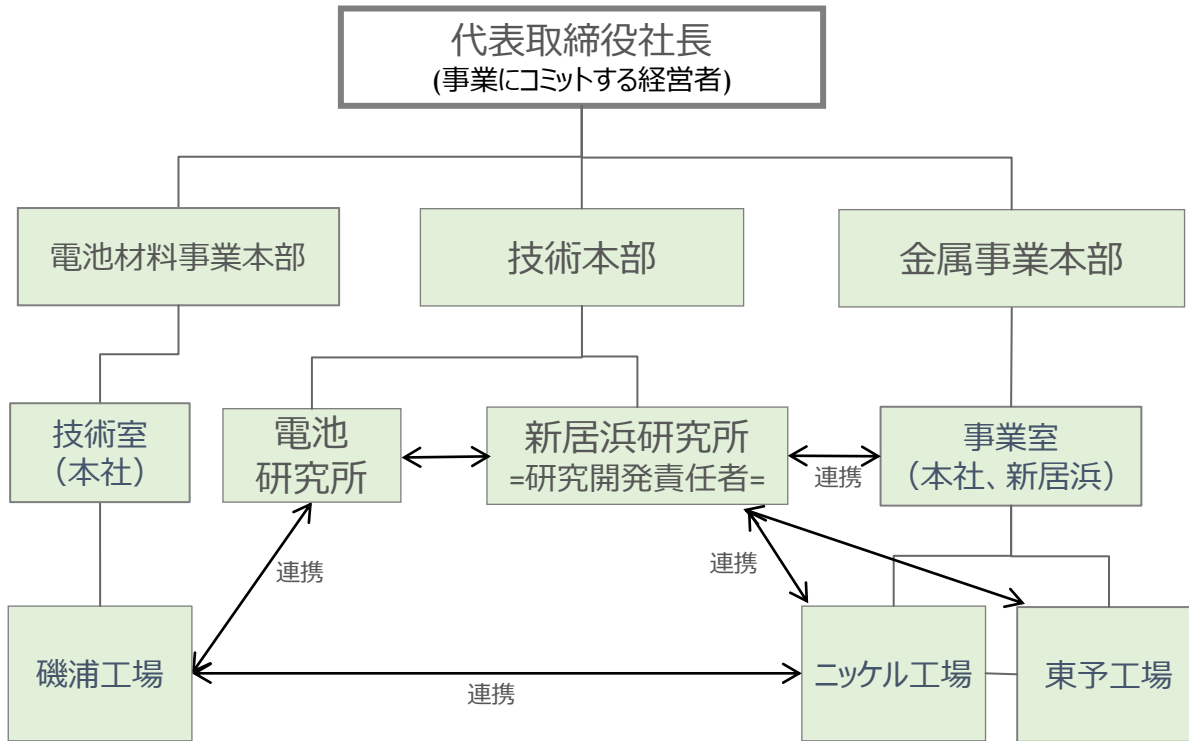 代表取締役社長
(事業にコミットする経営者)
電池材料事業本部
技術本部
金属事業本部
技術室
（本社）
電池
研究所
新居浜研究所
=研究開発責任者=
連携
事業室
（本社、新居浜）
連携
連携
磯浦工場
連携
ニッケル工場
東予工場